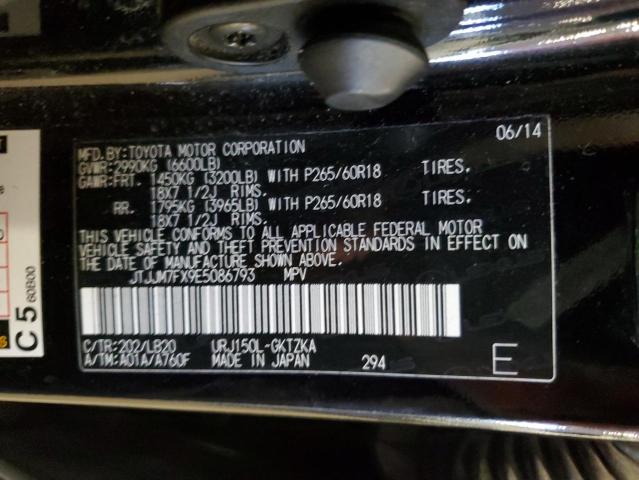 MFD.BY:TOYOTA MOTOR CORPORATION 06/14
GVWR:2990KG (6600LB)
GAWR:FRT. 1450KG (3200LB) WITH P265/60R18 TIRES.
18X7 1/2J RIMS.
RR. 1795KG (3965LB) WITH P265/60R18 TIRES.
18X7 1/2J RIMS.
THIS VEHICLE CONFORMS TO ALL APPLICABLE FEDERAL MOTOR
VEHICLE SAFETY AND THEFT PREVENTION STANDARDS IN EFFECT ON
THE DATE OF MANUFACTURE SHOWN ABOVE.
JTJJM7FX9E5086793 MPV
C/TR:202/LB20 URJ150L-GKTZKA
A/TM:A01A/A760F MADE IN JAPAN 294 E
C5 60B00